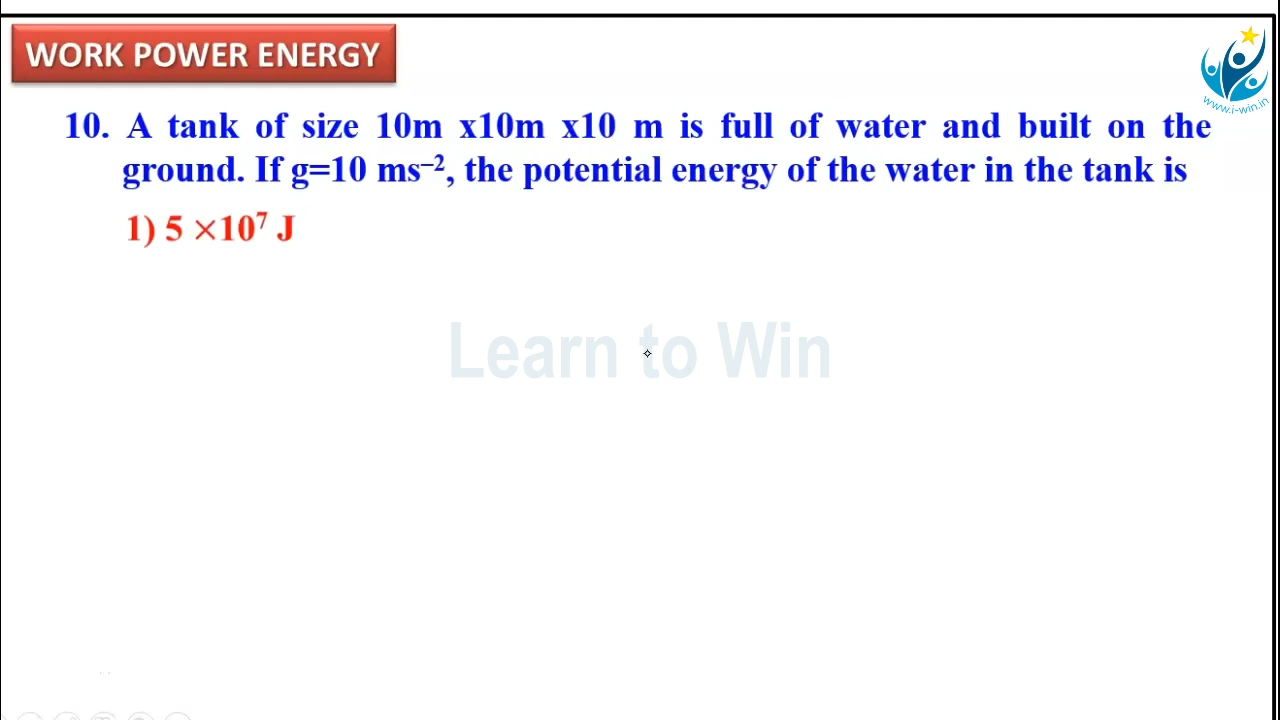 WORK POWER ENERGY
www.i-win.in
10. A tank of size 10m x10m x10 m is full of water and built on the
ground. If g=10 ms⁻², the potential energy of the water in the tank is
1) 5 ×10⁷ J
Learn to Win